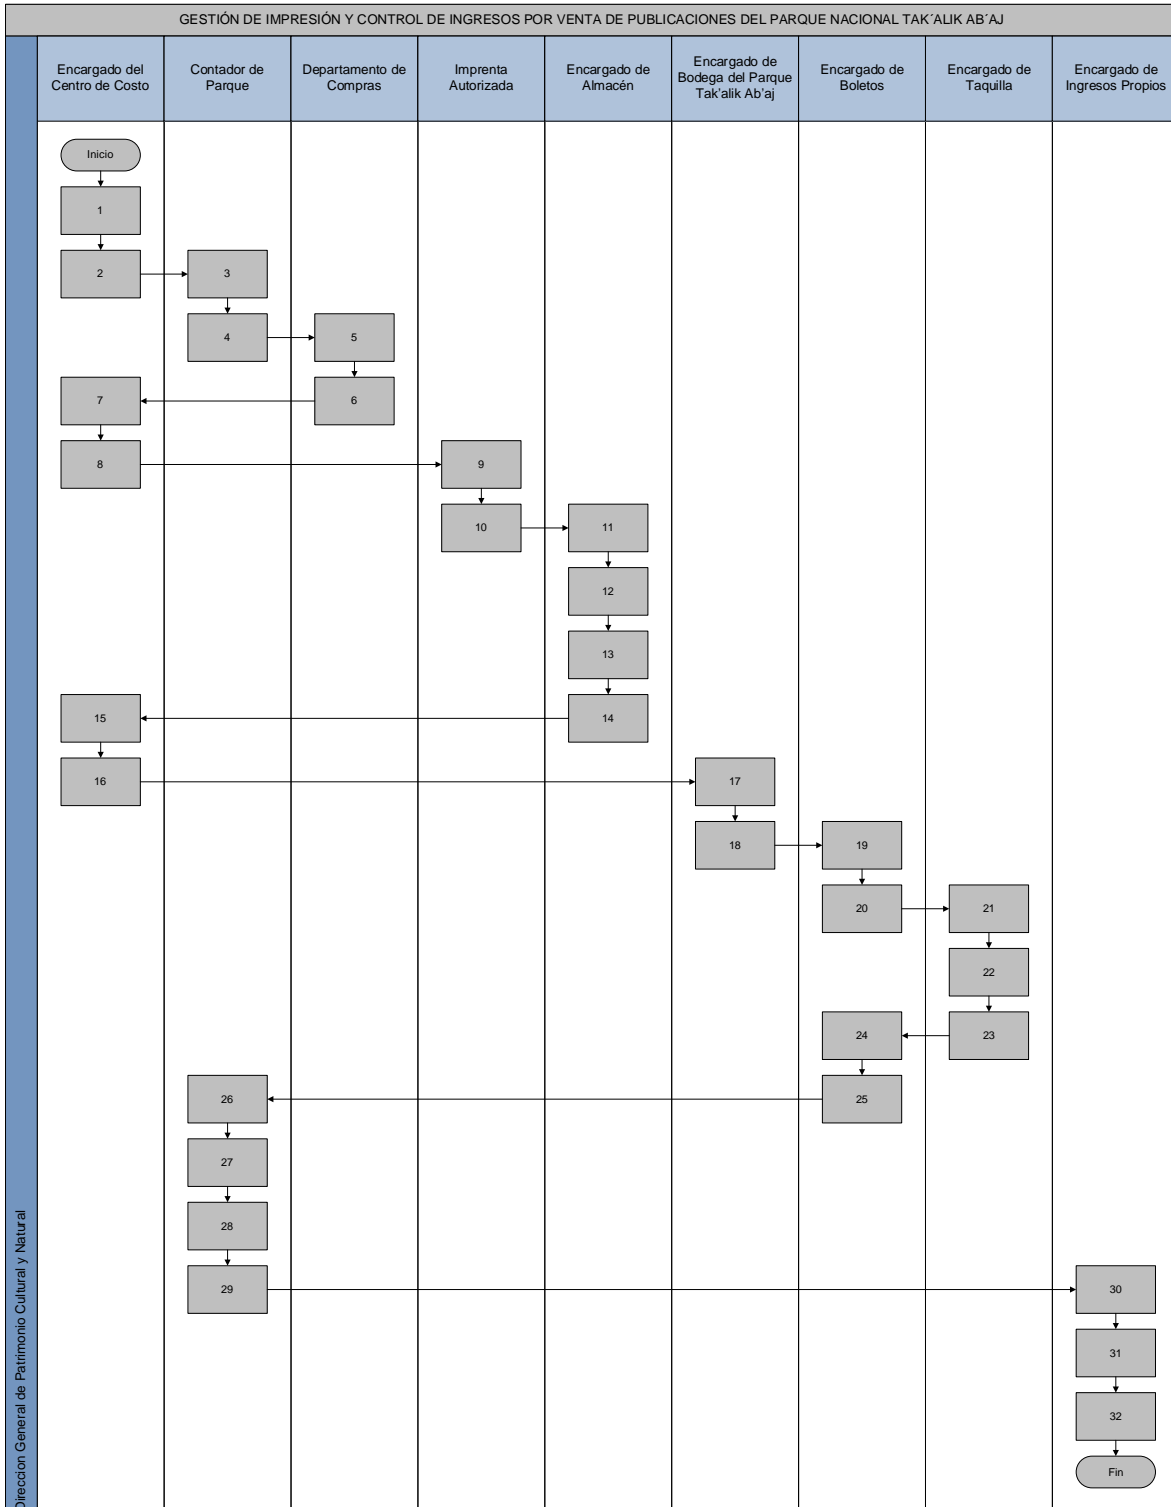 GESTIÓN DE IMPRESIÓN Y CONTROL DE INGRESOS POR VENTA DE PUBLICACIONES DEL PARQUE NACIONAL TAK´ALIK AB´AJ
Direccion General de Patrimonio Cultural y Natural
Encargado del
Centro de Costo
Contador de
Parque
Departamento de
Compras
Imprenta
Autorizada
Encargado de
Almacén
Encargado de
Bodega del Parque
Tak'alik Ab'aj
Encargado de
Boletos
Encargado de
Taquilla
Encargado de
Ingresos Propios
Inicio
1
2
3
4
5
6
7
8
9
10
11
12
13
14
15
16
17
18
19
20
21
22
23
24
25
26
27
28
29
30
31
32
Fin